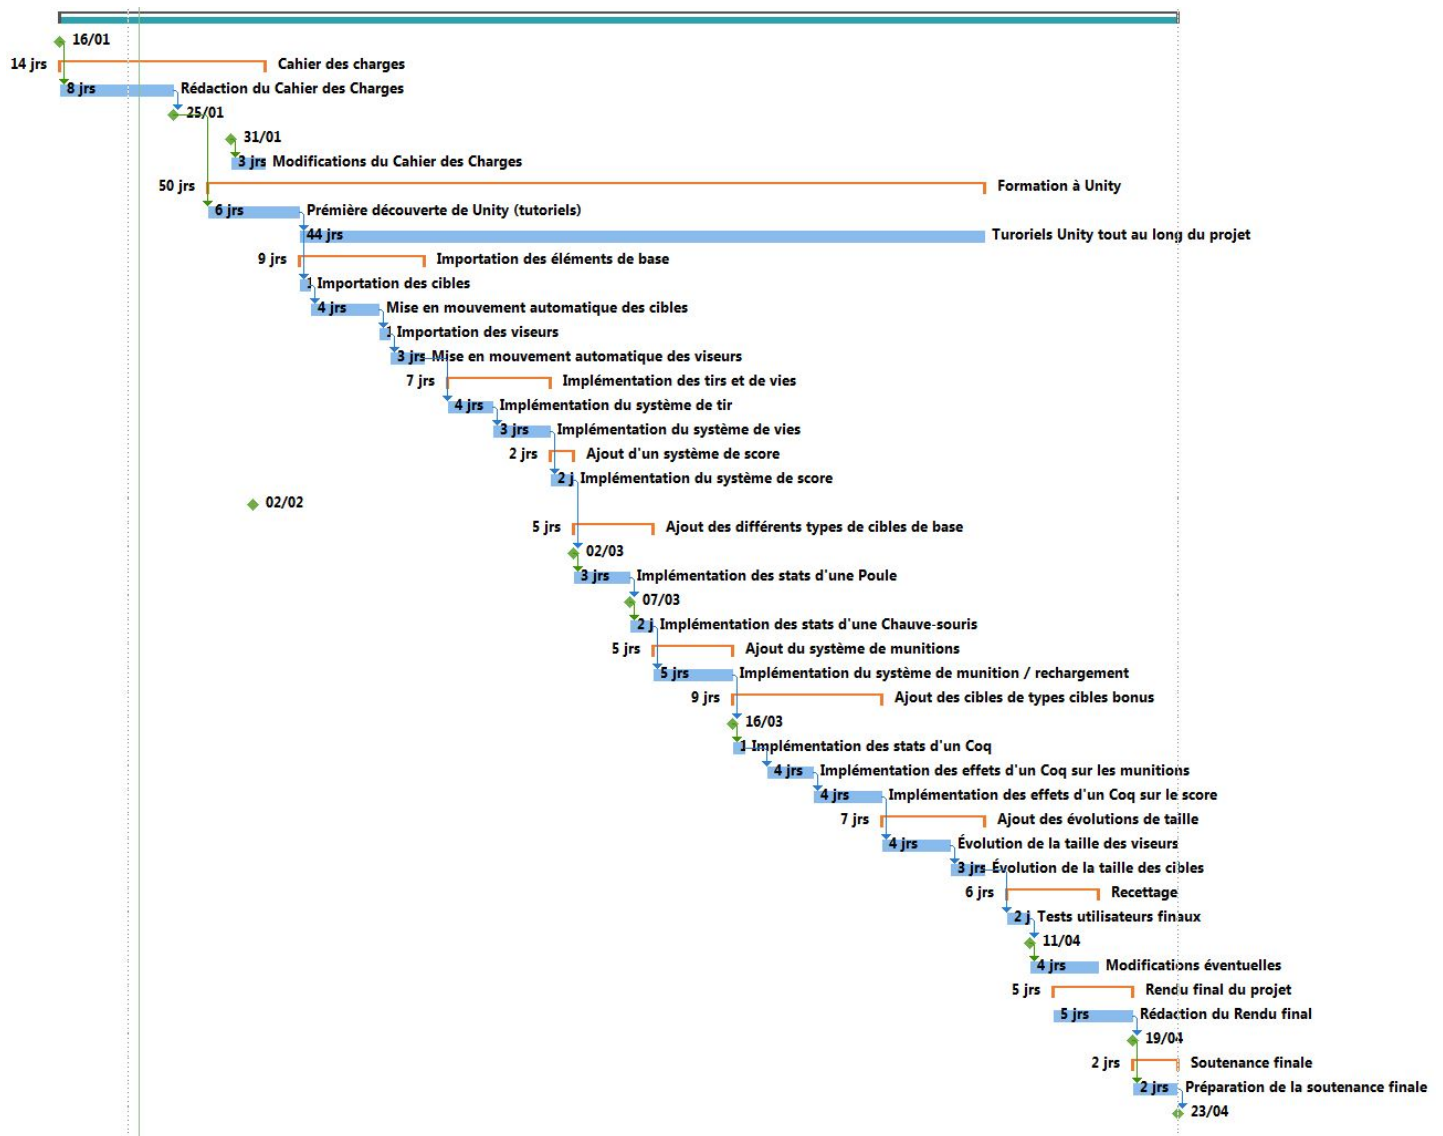 16/01
14 jrs Cahier des charges
8 jrs Rédaction du Cahier des Charges
25/01
31/01
3 jrs Modifications du Cahier des Charges
50 jrs Formation à Unity
6 jrs Prémière découverte de Unity (tutoriels)
44 jrs Turoriels Unity tout au long du projet
9 jrs Importation des éléments de base
1 Importation des cibles
4 jrs Mise en mouvement automatique des cibles
1 Importation des viseurs
3 jrs Mise en mouvement automatique des viseurs
7 jrs Implémentation des tirs et de vies
4 jrs Implémentation du système de tir
3 jrs Implémentation du système de vies
2 jrs Ajout d'un système de score
2 j Implémentation du système de score
02/02
5 jrs Ajout des différents types de cibles de base
02/03
3 jrs Implémentation des stats d'une Poule
07/03
2 j Implémentation des stats d'une Chauve-souris
5 jrs Ajout du système de munitions
5 jrs Implémentation du système de munition / rechargement
9 jrs Ajout des cibles de types cibles bonus
16/03
1 Implémentation des stats d'un Coq
4 jrs Implémentation des effets d'un Coq sur les munitions
4 jrs Implémentation des effets d'un Coq sur le score
7 jrs Ajout des évolutions de taille
4 jrs Évolution de la taille des viseurs
3 jrs Évolution de la taille des cibles
6 jrs Recettage
2 j Tests utilisateurs finaux
11/04
4 jrs Modifications éventuelles
5 jrs Rendu final du projet
5 jrs Rédaction du Rendu final
19/04
2 jrs Soutenance finale
2 jrs Préparation de la soutenance finale
23/04